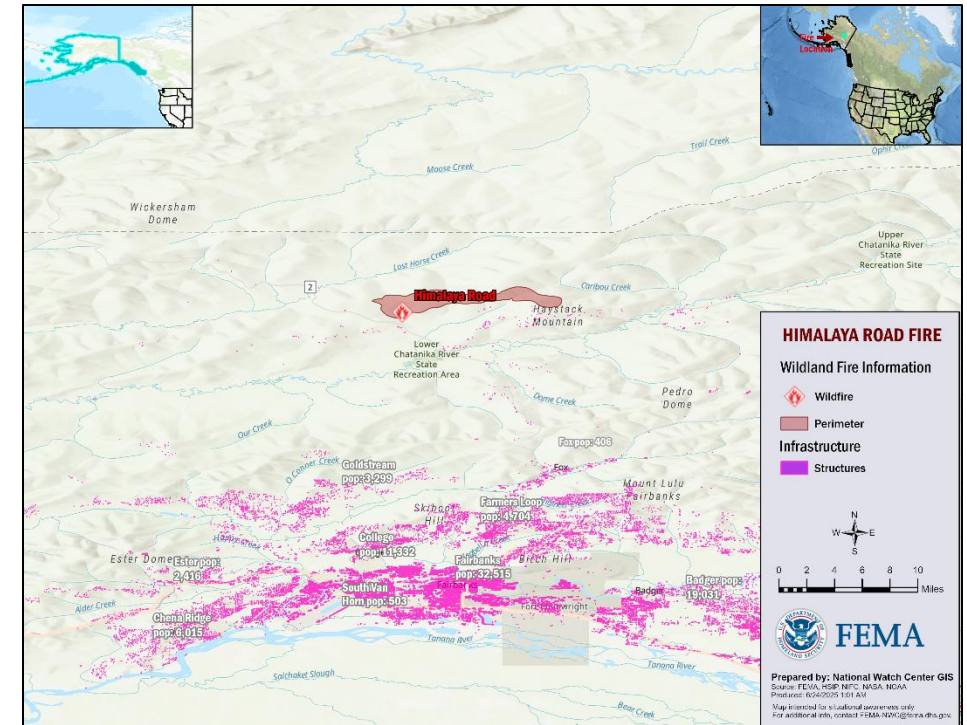 Fire
Location
Trail Creek
Moose Creek
Wickersham
Dome
Upper
Chatanika River
State
Recreation Site
Lost Horse Creek
2
Caribou Creek
Himalaya Road
Haystack
Mountain
Lower
Chatanika River
State
Recreation Area
Pedro
Dome
Dome Creek
Our Creek
Fox pop: 406
Fox
O Conner Creek
Goldstream
pop: 3,299
Mount Lulu
Fairbanks
Farmers Loop
pop: 4,704
College
pop: 11,332
Ester Dome
Ester pop:
2,416
Fairbanks
pop: 32,515
Fairbanks
Birch Hill
South Van
Horn pop: 503
Badger pop:
19,031
Badger
Alder Creek
Chena Ridge
pop: 6,015
Tanana River
Tanana River
Salchaket Slough
Bear Creek
HIMALAYA ROAD FIRE
Wildland Fire Information
Wildfire
Perimeter
Infrastructure
Structures
N
W E
S
0 2 4 6 8 10
Miles
FEMA
Prepared by: National Watch Center GIS
Source: FEMA, HSIP, NIFC, NASA, NOAA
Produced: 6/24/2025 1:01 AM
Map intended for situational awareness only.
For additional info, contact FEMA-NWC@fema.dhs.gov.